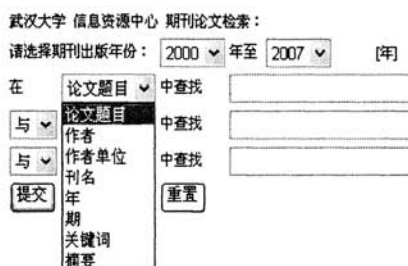 武汉大学 信息资源中心 期刊论文检索：
请选择期刊出版年份： 2000 年至 2007 [年]
在 论文题目 中查找
与 论文题目 中查找
作者
与 作者单位 中查找
刊名
提交 年 重置
期
关键词
摘要